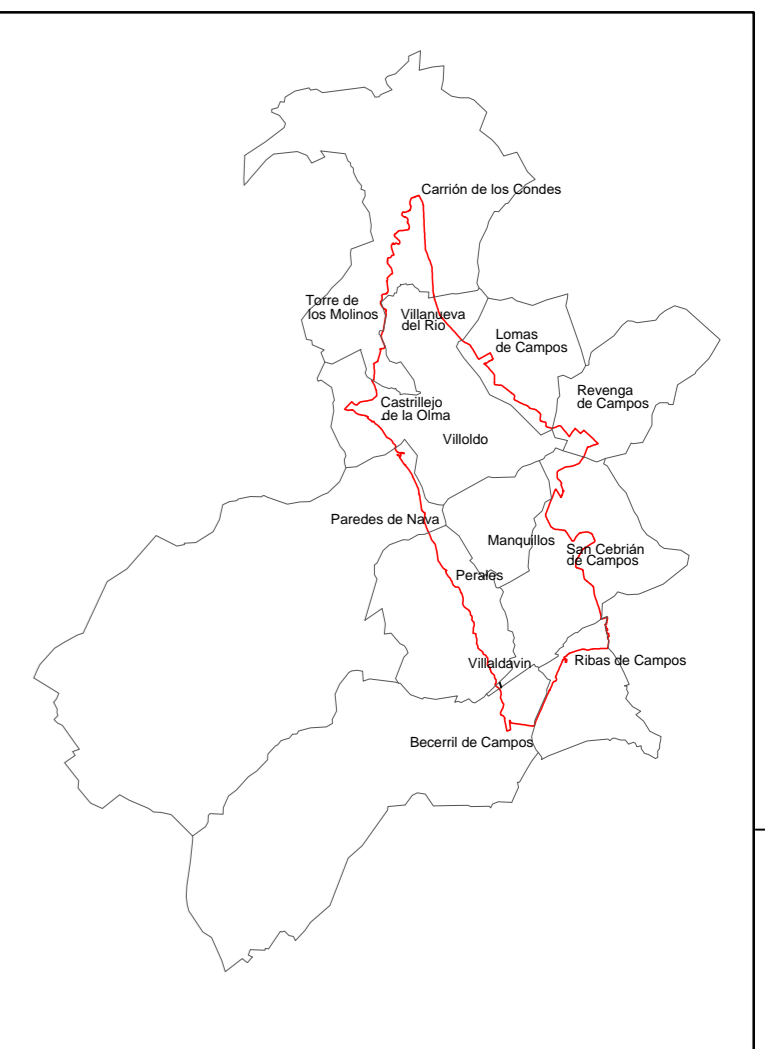 Carrión de los Condes
Torre de
los Molinos
Villanueva
del Río
Lomas
de Campos
Revenga
de Campos
Castrillejo
de la Olma
Villoldo
Paredes de Nava
Manquillos
San Cebrián
de Campos
Perales
Villaldavín
Ribas de Campos
Becerril de Campos